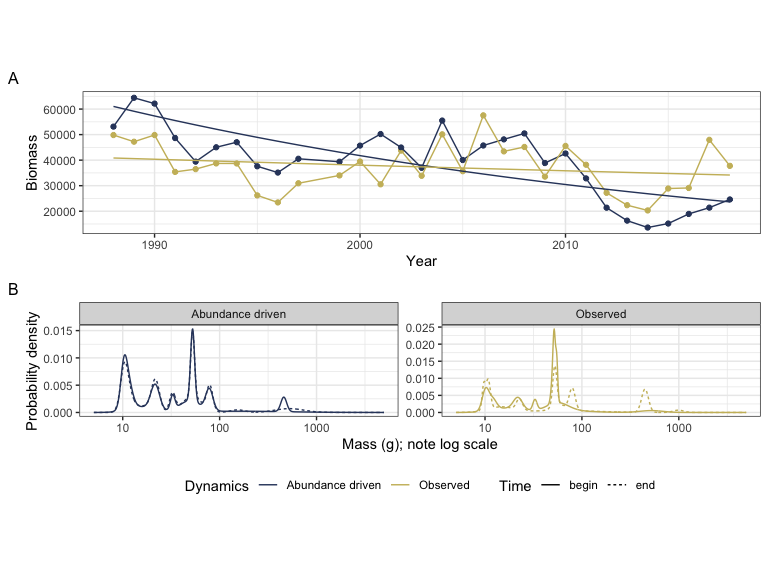 A
60000
50000
40000
30000
20000
Biomass
1990 2000 2010
Year
B
Abundance driven Observed
0.015
0.010
0.005
0.000
Probability density
0.025
0.020
0.015
0.010
0.005
0.000
10 100 1000 10 100 1000
Mass (g); note log scale
Dynamics Abundance driven Observed Time begin end